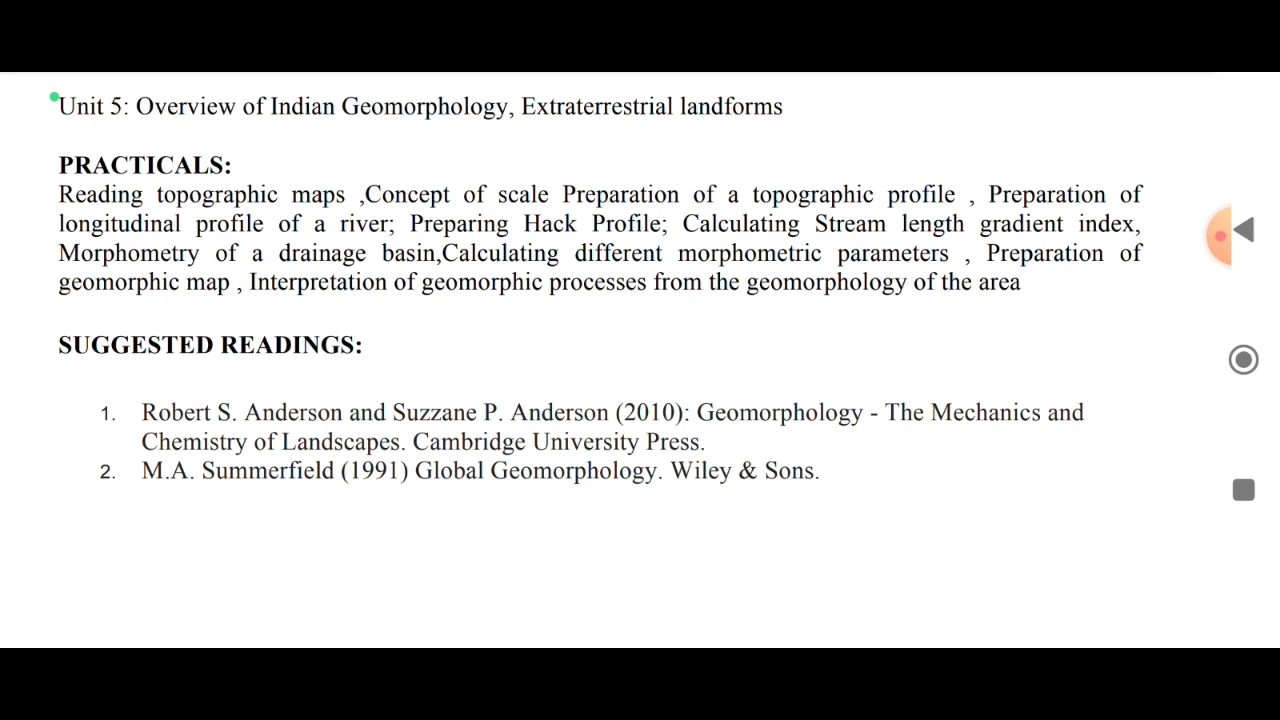 Unit 5: Overview of Indian Geomorphology, Extraterrestrial landforms
PRACTICALS:
Reading topographic maps ,Concept of scale Preparation of a topographic profile , Preparation of
longitudinal profile of a river; Preparing Hack Profile; Calculating Stream length gradient index,
Morphometry of a drainage basin,Calculating different morphometric parameters , Preparation of
geomorphic map , Interpretation of geomorphic processes from the geomorphology of the area
SUGGESTED READINGS:
1. Robert S. Anderson and Suzzane P. Anderson (2010): Geomorphology - The Mechanics and
Chemistry of Landscapes. Cambridge University Press.
2. M.A. Summerfield (1991) Global Geomorphology. Wiley & Sons.